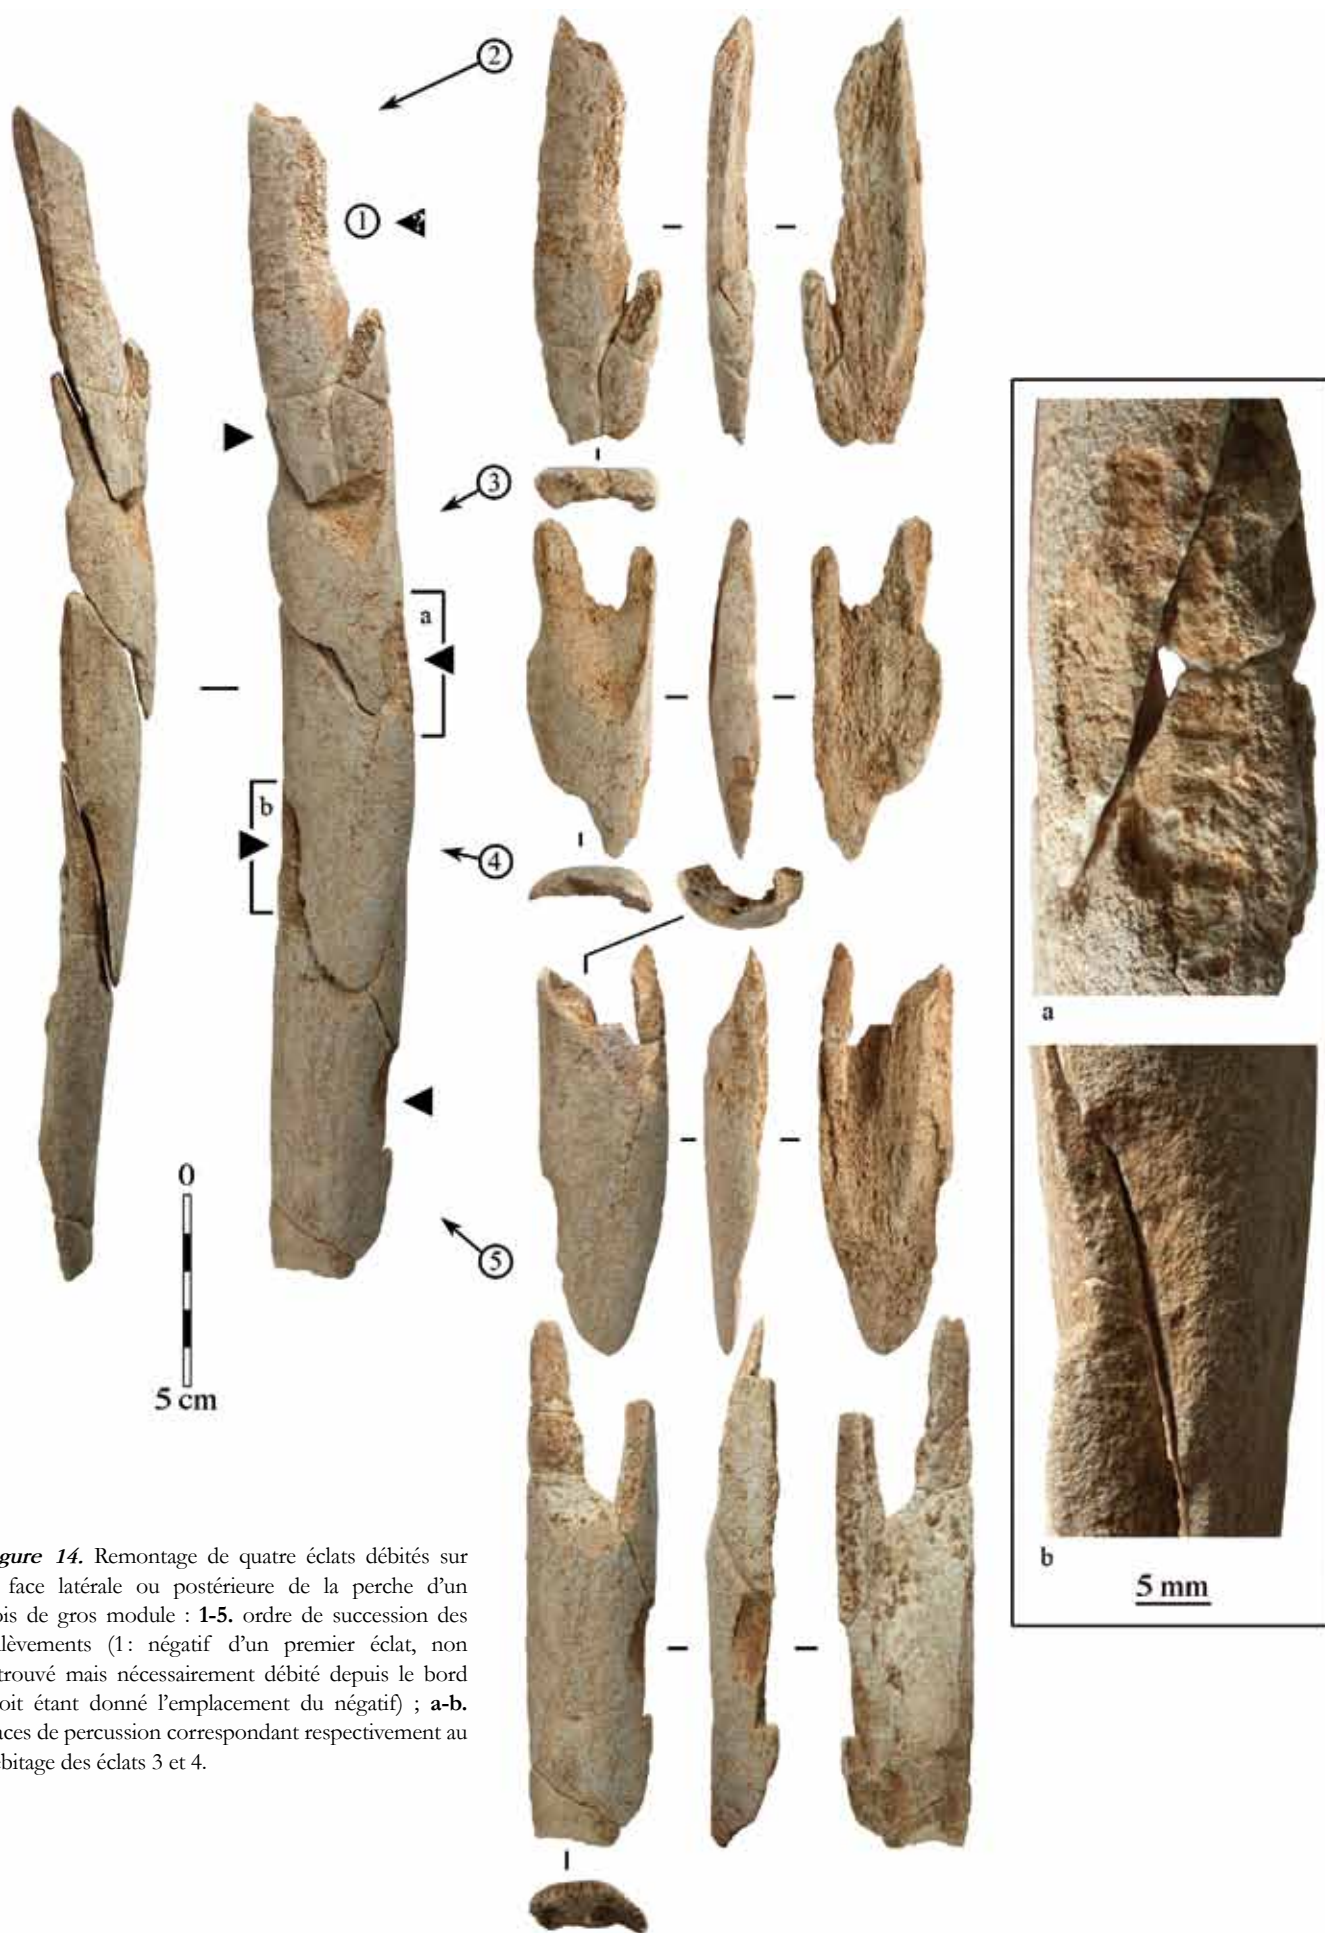 2
1 ?
3
a
b
4
5
0
5 cm
a
b
5 mm
gure 14. Remontage de quatre éclats débités sur
face latérale ou postérieure de la perche d’un
ois de gros module : 1-5. ordre de succession des
lèvements (1: négatif d’un premier éclat, non
trouvé mais nécessairement débité depuis le bord
oit étant donné l’emplacement du négatif) ; a-b.
aces de percussion correspondant respectivement au
bitage des éclats 3 et 4.